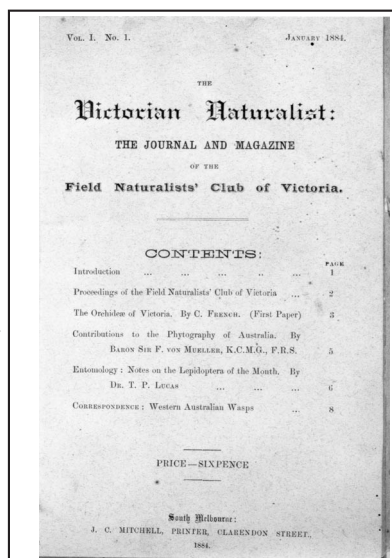 VOL. I. No. 1. JANUARY 1884.
THE
Victorian Naturalist:
THE JOURNAL AND MAGAZINE
OF THE
Field Naturalists' Club of Victoria.
CONTENTS:
PAGE
Introduction ... ... ... .. ... 1
Proceedings of the Field Naturalists' Club of Victoria ... 2
The Orchideæ of Victoria. By C. FRENCH. (First Paper) 3
Contributions to the Phytography of Australia. By
BARON SIR F. VON MUELLER, K.C.M.G., F.R.S. 5
Entomology: Notes on the Lepidoptera of the Month. By
DR. T. P. LUCAS ... ... ... 6
CORRESPONDENCE: Western Australian Wasps ... 8
PRICE—SIXPENCE
South Melbourne:
J. C. MITCHELL, PRINTER, CLARENDON STREET,
1884.